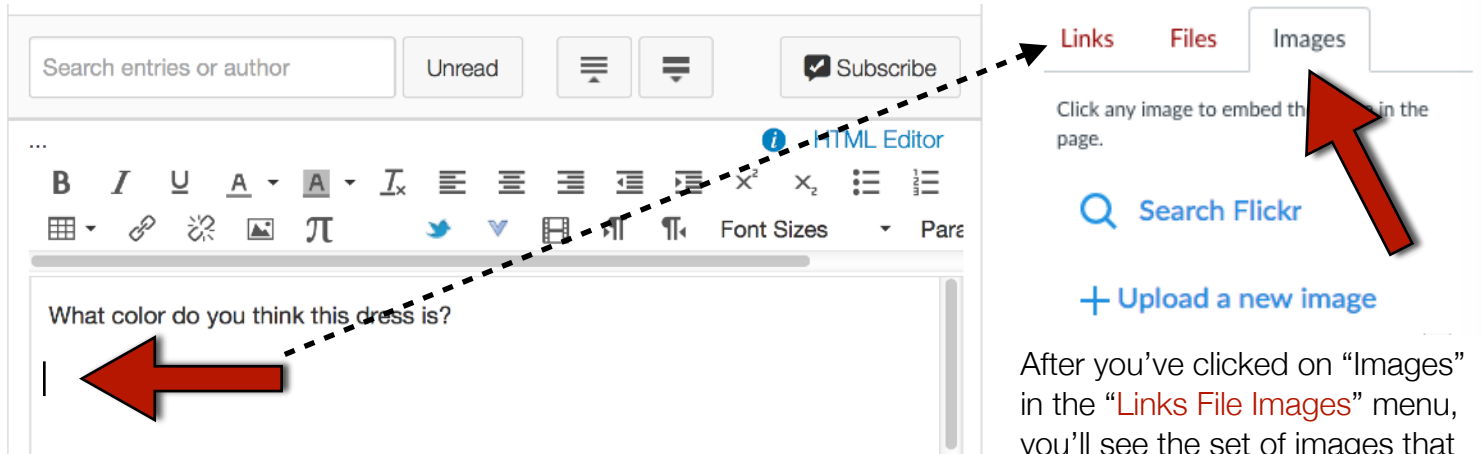 Search entries or author Unread Subscribe
... HTML Editor
Font Sizes
What color do you think this dress is?
Links Files Images
Click any image to embed the in the
page.
Search Flickr
+ Upload a new image
After you’ve clicked on “Images”
in the “Links File Images” menu,
you’ll see the set of images that